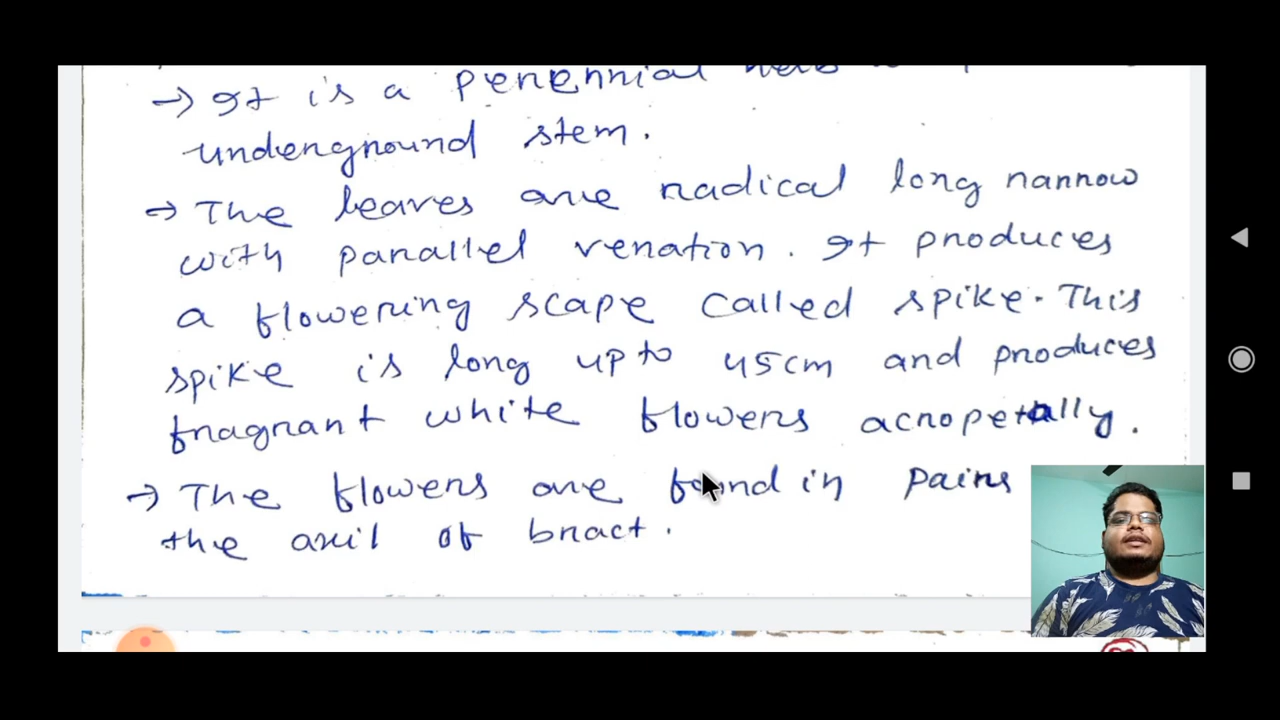 → It is a perennial herb
underground stem.
→ The leaves are radical long narrow
with parallel venation. It produces
a flowering scape called spike. This
spike is long up to 45cm and produces
fragrant white flowers acropetally.
→ The flowers are found in pairs
the axil of bract.